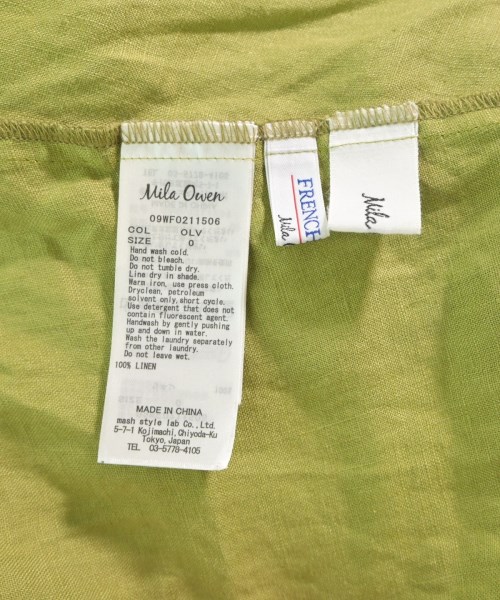 Mila Owen
09WF0211506
COL OLV
SIZE 0
Hand wash cold.
Do not bleach.
Do not tumble dry.
Line dry in shade.
Warm iron, use press cloth.
Dryclean, petroleum
solvent only,short cycle.
Use detergent that does not
contain fluorescent agent.
Handwash by gently pushing
up and down in water.
Wash the laundry separately
from other laundry.
Do not leave wet.
100% LINEN
MADE IN CHINA
mash style lab Co.,Ltd.
5-7-1 Kojimachi,Chiyoda-Ku
Tokyo,Japan
TEL 03-5778-4105
FRENCH
Mila
Mila